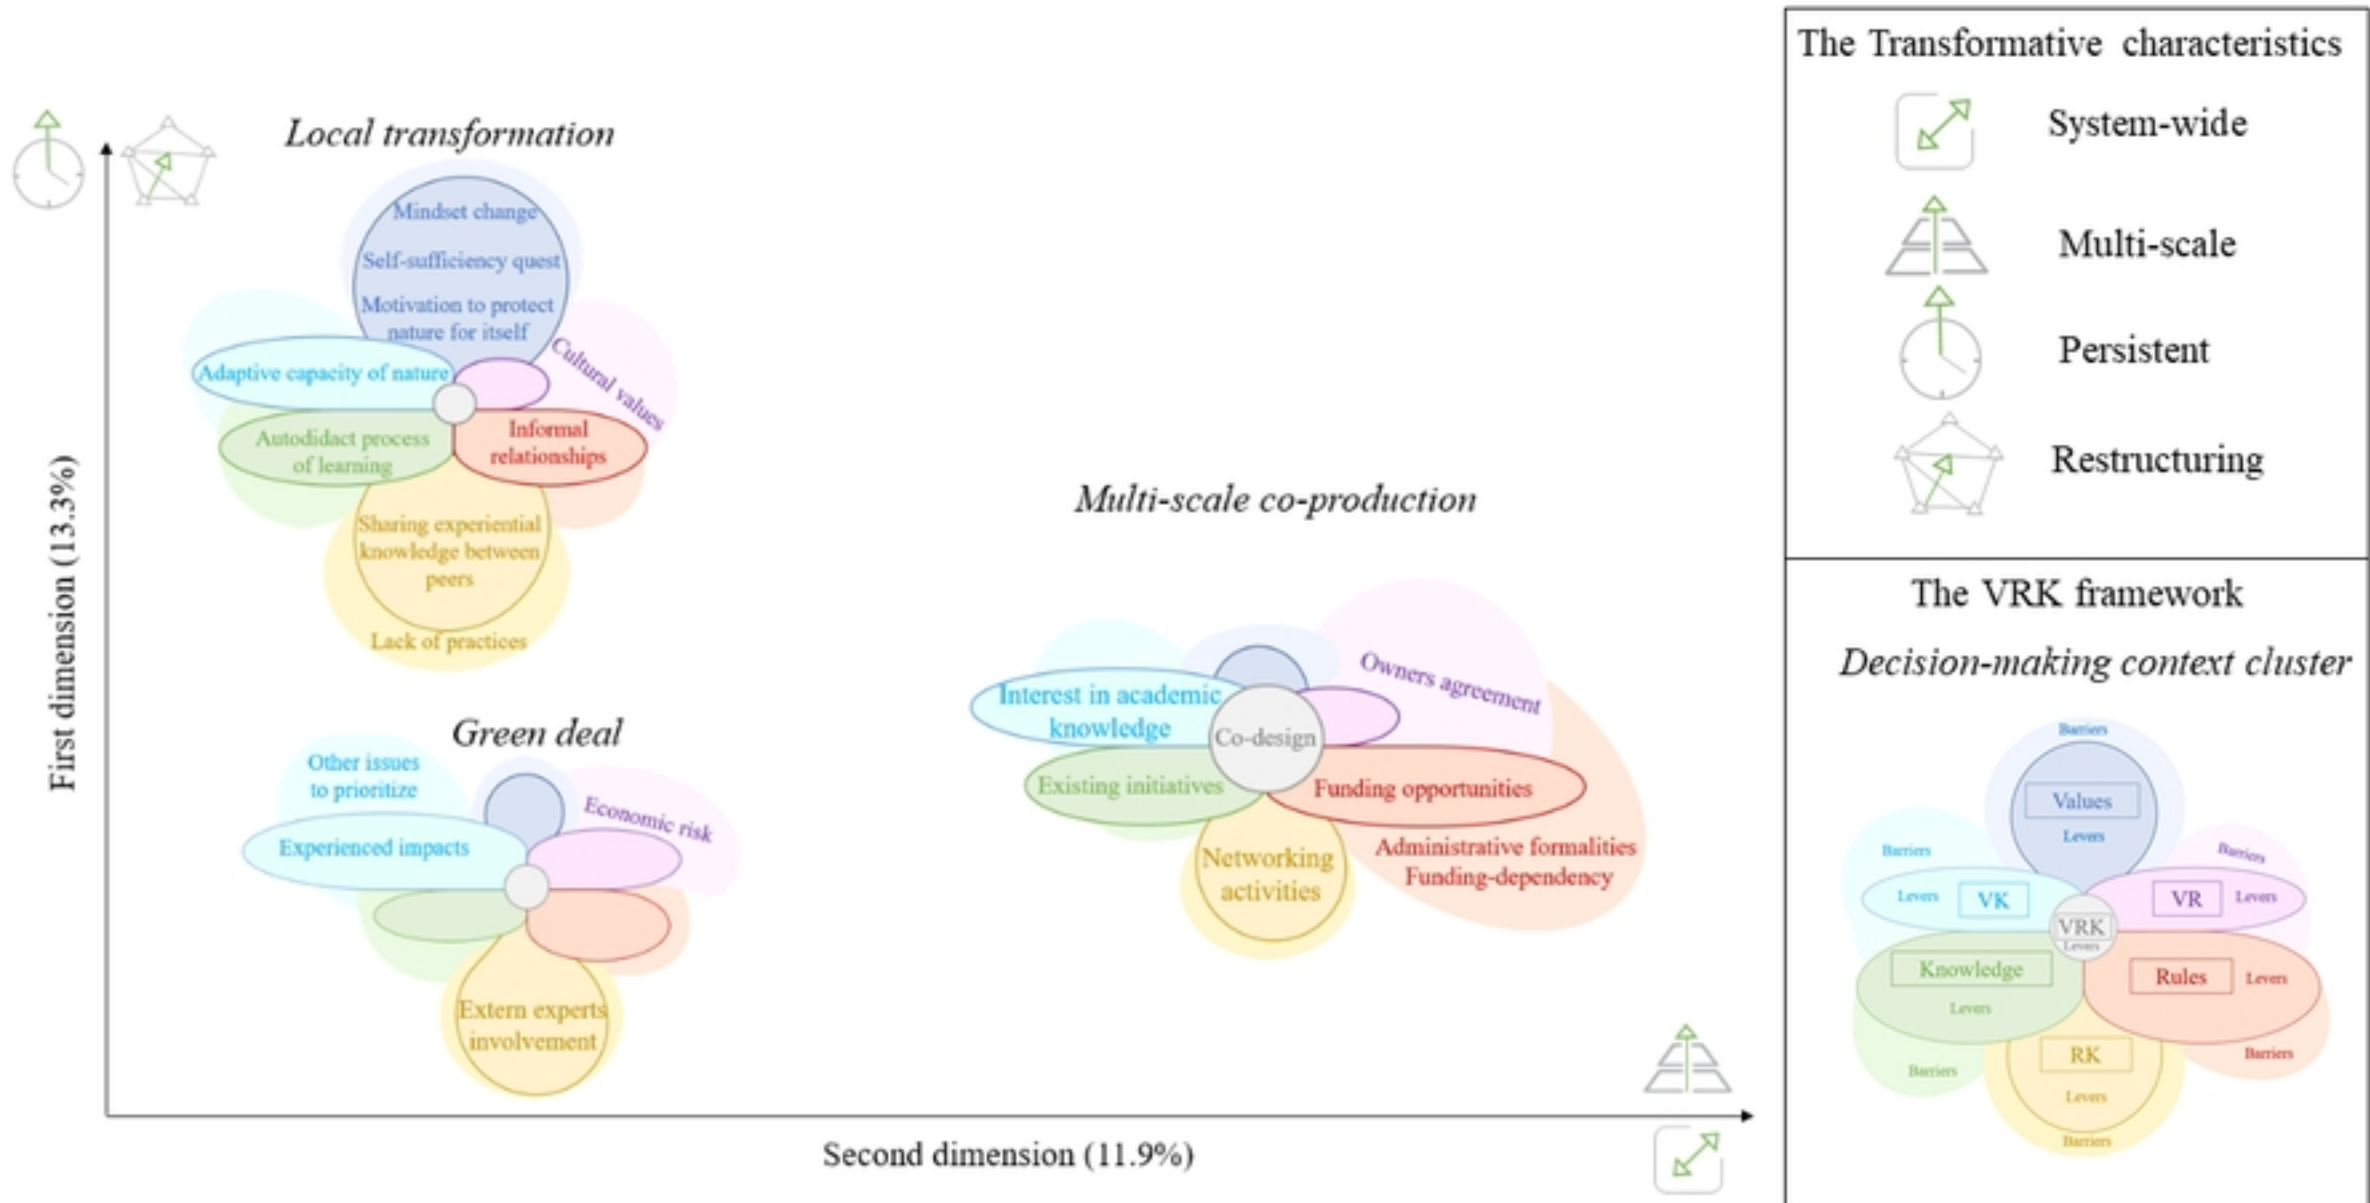 Local transformation
Mindset change
Self-sufficiency quest
Motivation to protect
nature for itself
Cultural values
Adaptive capacity of nature
Autodidact process
of learning
Informal
relationships
Sharing experiential
knowledge between
peers
Lack of practices
Green deal
Other issues
to prioritize
Economic risk
Experienced impacts
Extern experts
involvement
Multi-scale co-production
Owners agreement
Interest in academic
knowledge
Co-design
Existing initiatives
Funding opportunities
Networking
activities
Administrative formalities
Funding-dependency
First dimension (13.3%)
Second dimension (11.9%)
The Transformative characteristics
System-wide
Multi-scale
Persistent
Restructuring
The VRK framework
Decision-making context cluster
Barriers
Values
Levers
Barriers
Barriers
Levers
VK
VR
Levers
VRK
Levers
Knowledge
Levers
Rules
Levers
RK
Levers
Barriers
Barriers
Barriers